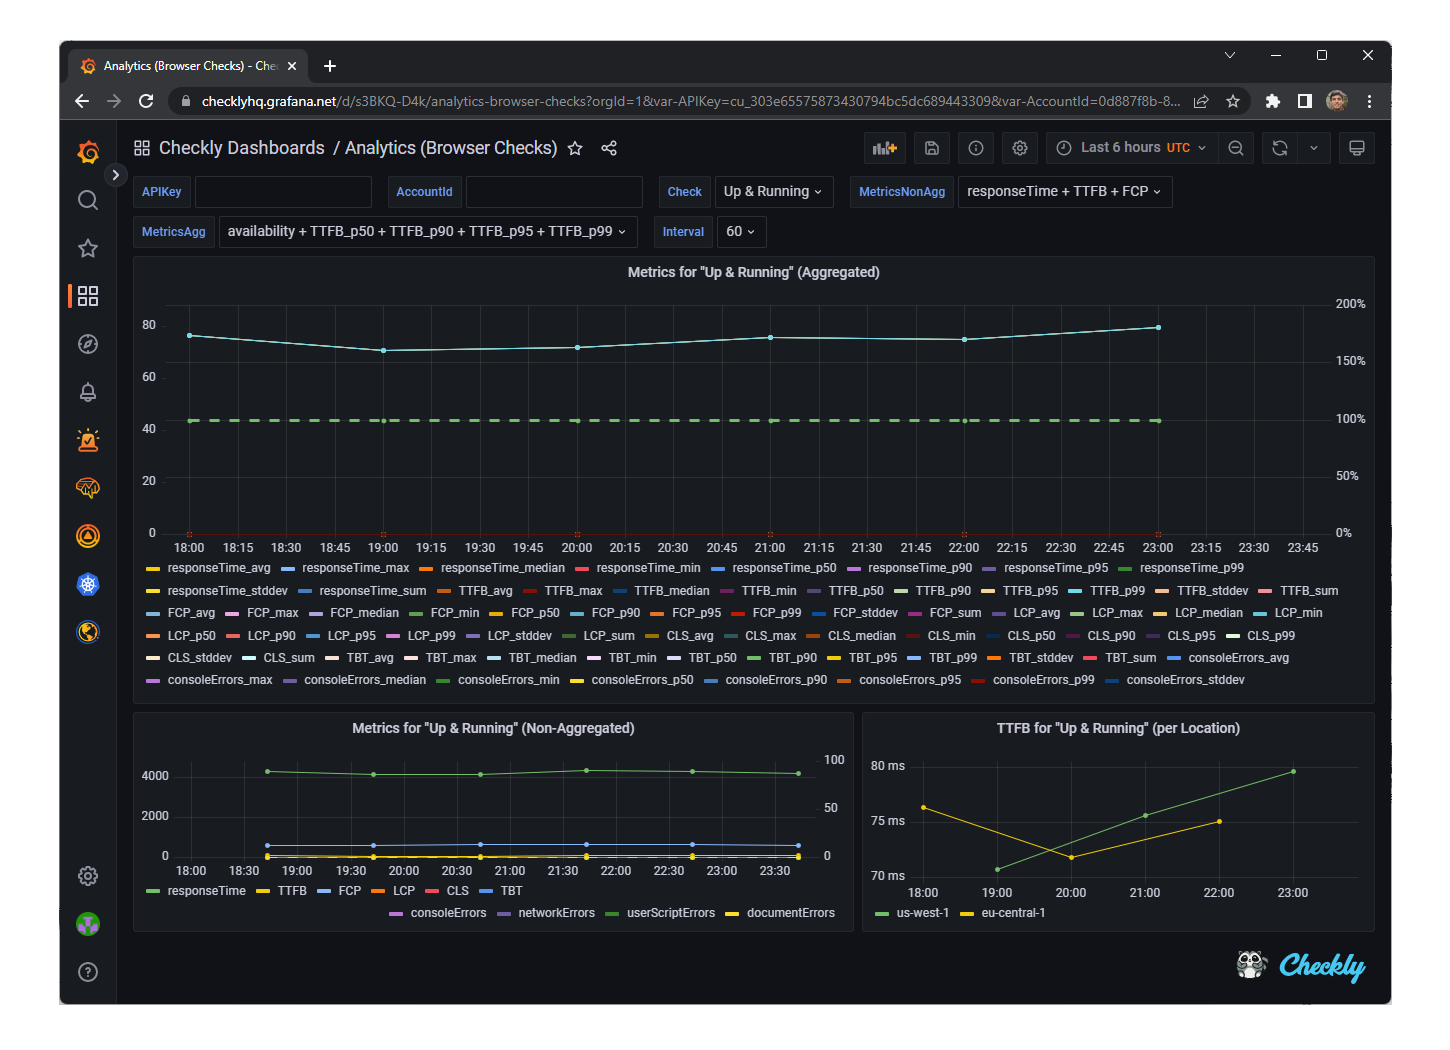 Analytics (Browser Checks) - Che
checklyhq.grafana.net/d/s3BKQ-D4k/analytics-browser-checks?orgId=1&var-APIKey=cu_303e65575873430794bc5dc689443309&var-AccountId=0d887f8b-8...
Checkly Dashboards / Analytics (Browser Checks)
Last 6 hours UTC
APIKey AccountId Check Up & Running MetricsNonAgg responseTime + TTFB + FCP
MetricsAgg availability + TTFB_p50 + TTFB_p90 + TTFB_p95 + TTFB_p99 Interval 60
Metrics for "Up & Running" (Aggregated)
200%
80
150%
60
100%
40
50%
20
0 0%
18:00 18:15 18:30 18:45 19:00 19:15 19:30 19:45 20:00 20:15 20:30 20:45 21:00 21:15 21:30 21:45 22:00 22:15 22:30 22:45 23:00 23:15 23:30 23:45
responseTime_avg responseTime_max responseTime_median responseTime_min responseTime_p50 responseTime_p90 responseTime_p95 responseTime_p99
responseTime_stddev responseTime_sum TTFB_avg TTFB_max TTFB_median TTFB_min TTFB_p50 TTFB_p90 TTFB_p95 TTFB_p99 TTFB_stddev TTFB_sum
FCP_avg FCP_max FCP_median FCP_min FCP_p50 FCP_p90 FCP_p95 FCP_p99 FCP_stddev FCP_sum LCP_avg LCP_max LCP_median LCP_min
LCP_p50 LCP_p90 LCP_p95 LCP_p99 LCP_stddev LCP_sum CLS_avg CLS_max CLS_median CLS_min CLS_p50 CLS_p90 CLS_p95 CLS_p99
CLS_stddev CLS_sum TBT_avg TBT_max TBT_median TBT_min TBT_p50 TBT_p90 TBT_p95 TBT_p99 TBT_stddev TBT_sum consoleErrors_avg
consoleErrors_max consoleErrors_median consoleErrors_min consoleErrors_p50 consoleErrors_p90 consoleErrors_p95 consoleErrors_p99 consoleErrors_stddev
Metrics for "Up & Running" (Non-Aggregated)
100
4000
50
2000
0 0
18:00 18:30 19:00 19:30 20:00 20:30 21:00 21:30 22:00 22:30 23:00 23:30
responseTime TTFB FCP LCP CLS TBT
consoleErrors networkErrors userScriptErrors documentErrors
TTFB for "Up & Running" (per Location)
80 ms
75 ms
70 ms
18:00 19:00 20:00 21:00 22:00 23:00
us-west-1 eu-central-1
Checkly